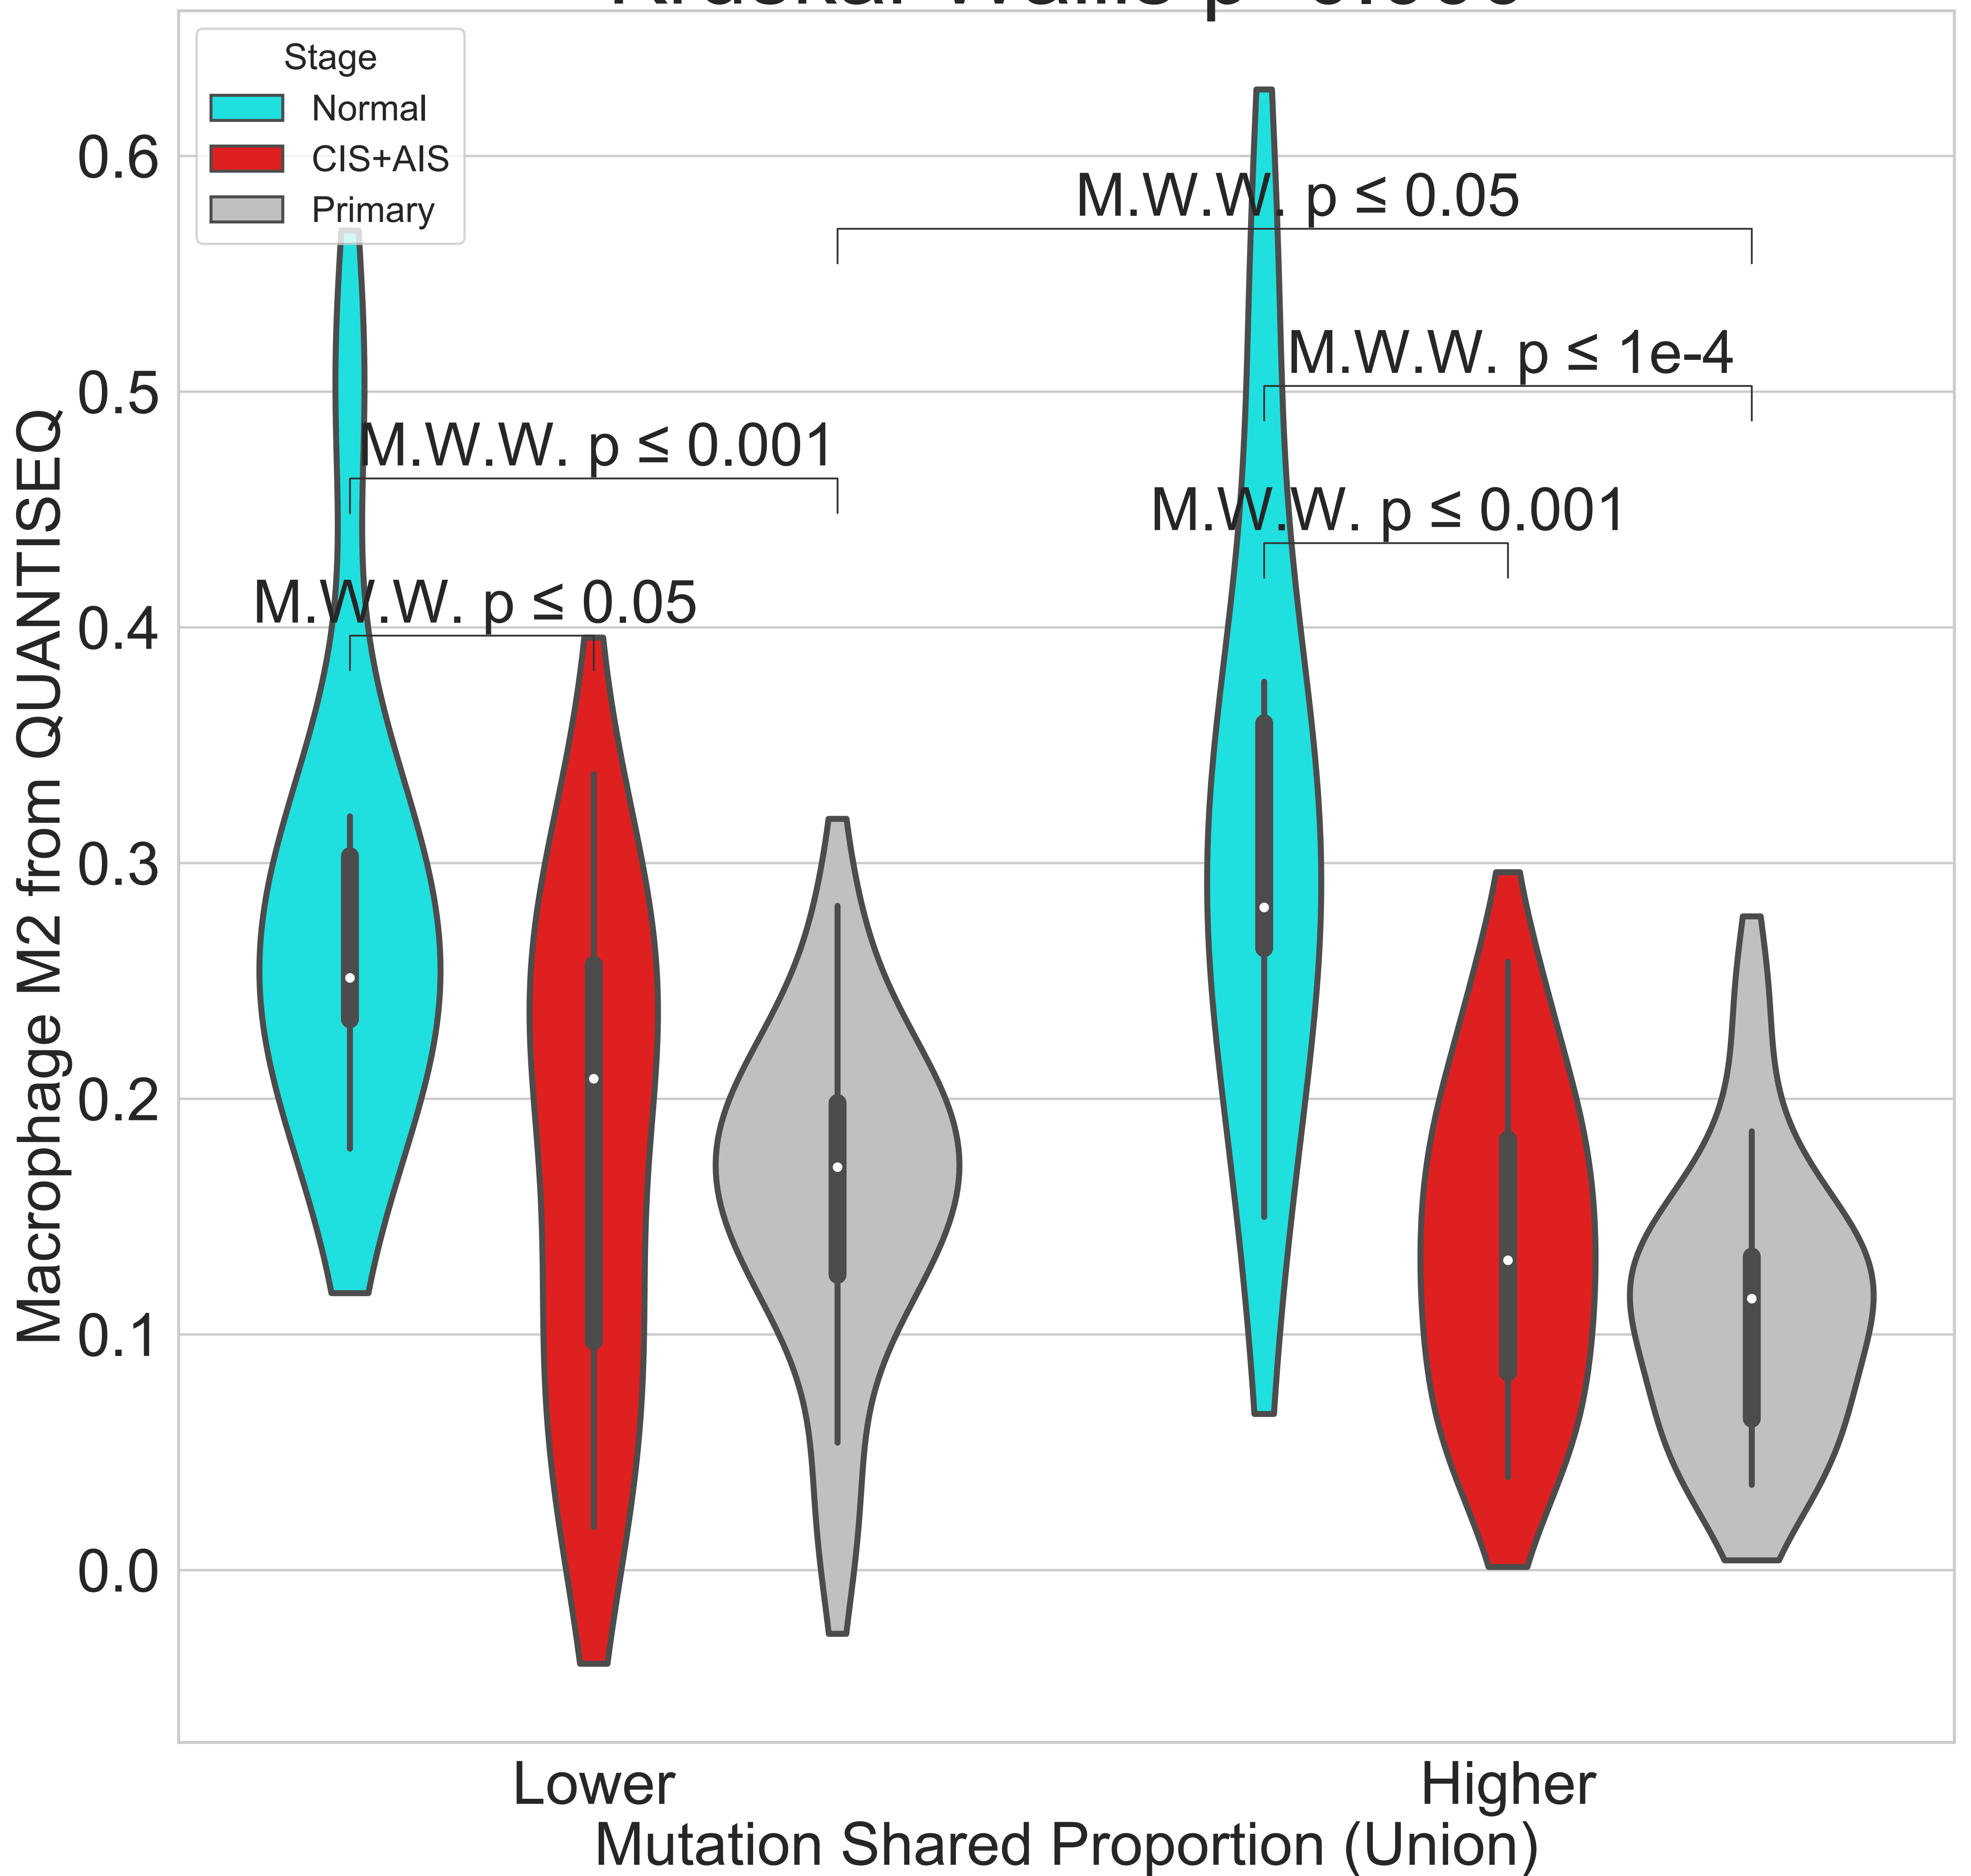 Stage
Normal
CIS+AIS
Primary
M.W.W. p ≤ 0.05
M.W.W. p ≤ 1e-4
M.W.W. p ≤ 0.001
M.W.W. p ≤ 0.001
M.W.W. p ≤ 0.05
0.6
0.5
0.4
0.3
0.2
0.1
0.0
Macrophage M2 from QUANTISEQ
Lower
Higher
Mutation Shared Proportion (Union)